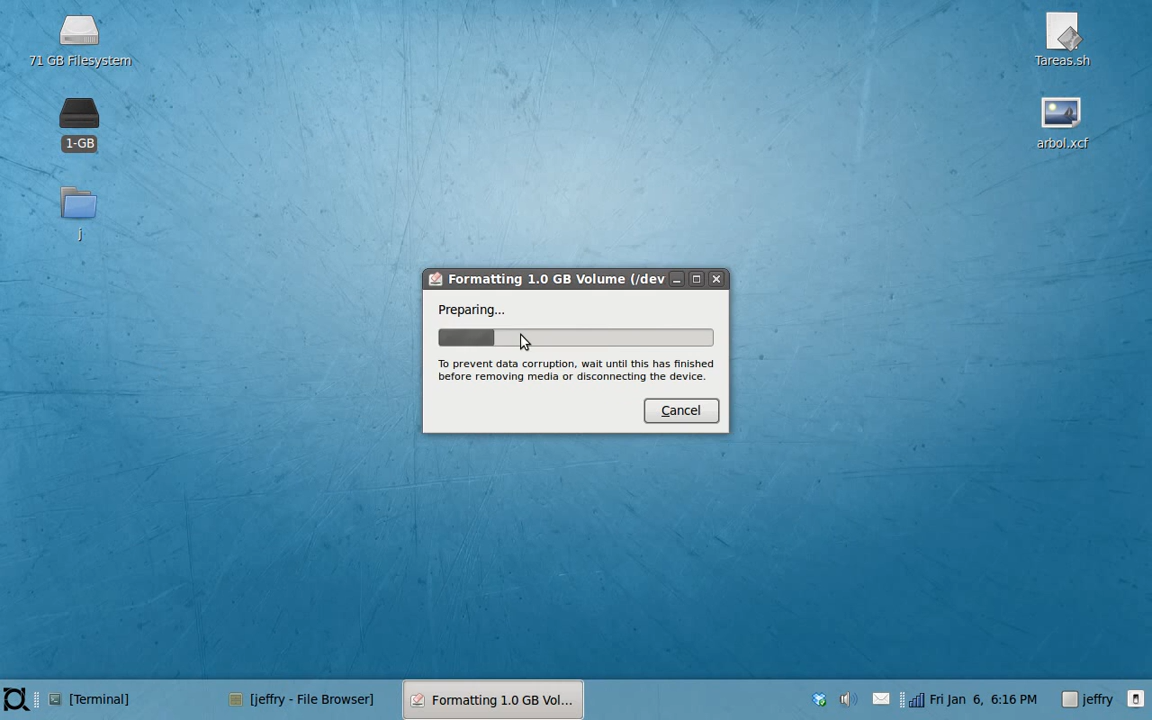 71 GB Filesystem
Tareas.sh
1-GB
arbol.xcf
j
Formatting 1.0 GB Volume (/dev
Preparing...
To prevent data corruption, wait until this has finished
before removing media or disconnecting the device.
Cancel
[Terminal]
[jeffry - File Browser]
Formatting 1.0 GB Vol...
Fri Jan 6, 6:16 PM
jeffry